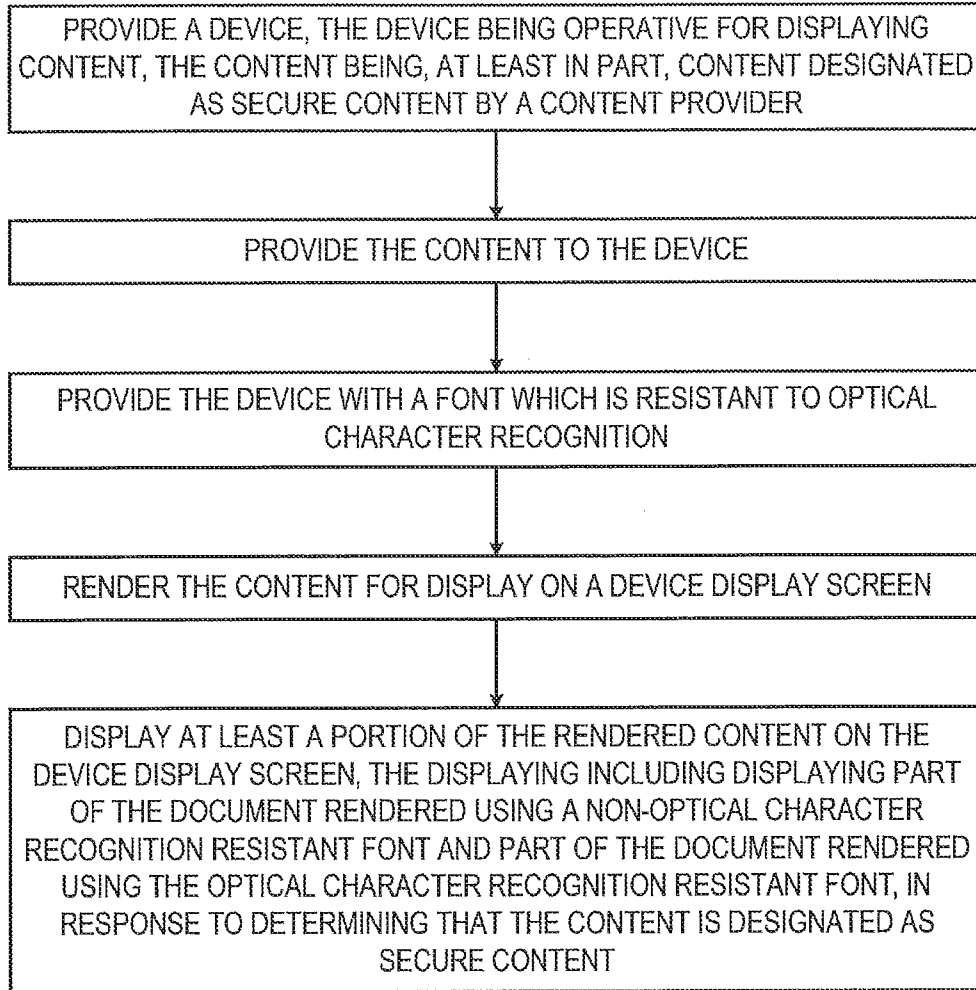 PROVIDE A DEVICE, THE DEVICE BEING OPERATIVE FOR DISPLAYING
CONTENT, THE CONTENT BEING, AT LEAST IN PART, CONTENT DESIGNATED
AS SECURE CONTENT BY A CONTENT PROVIDER
PROVIDE THE CONTENT TO THE DEVICE
PROVIDE THE DEVICE WITH A FONT WHICH IS RESISTANT TO OPTICAL
CHARACTER RECOGNITION
RENDER THE CONTENT FOR DISPLAY ON A DEVICE DISPLAY SCREEN
DISPLAY AT LEAST A PORTION OF THE RENDERED CONTENT ON THE
DEVICE DISPLAY SCREEN, THE DISPLAYING INCLUDING DISPLAYING PART
OF THE DOCUMENT RENDERED USING A NON-OPTICAL CHARACTER
RECOGNITION RESISTANT FONT AND PART OF THE DOCUMENT RENDERED
USING THE OPTICAL CHARACTER RECOGNITION RESISTANT FONT, IN
RESPONSE TO DETERMINING THAT THE CONTENT IS DESIGNATED AS
SECURE CONTENT